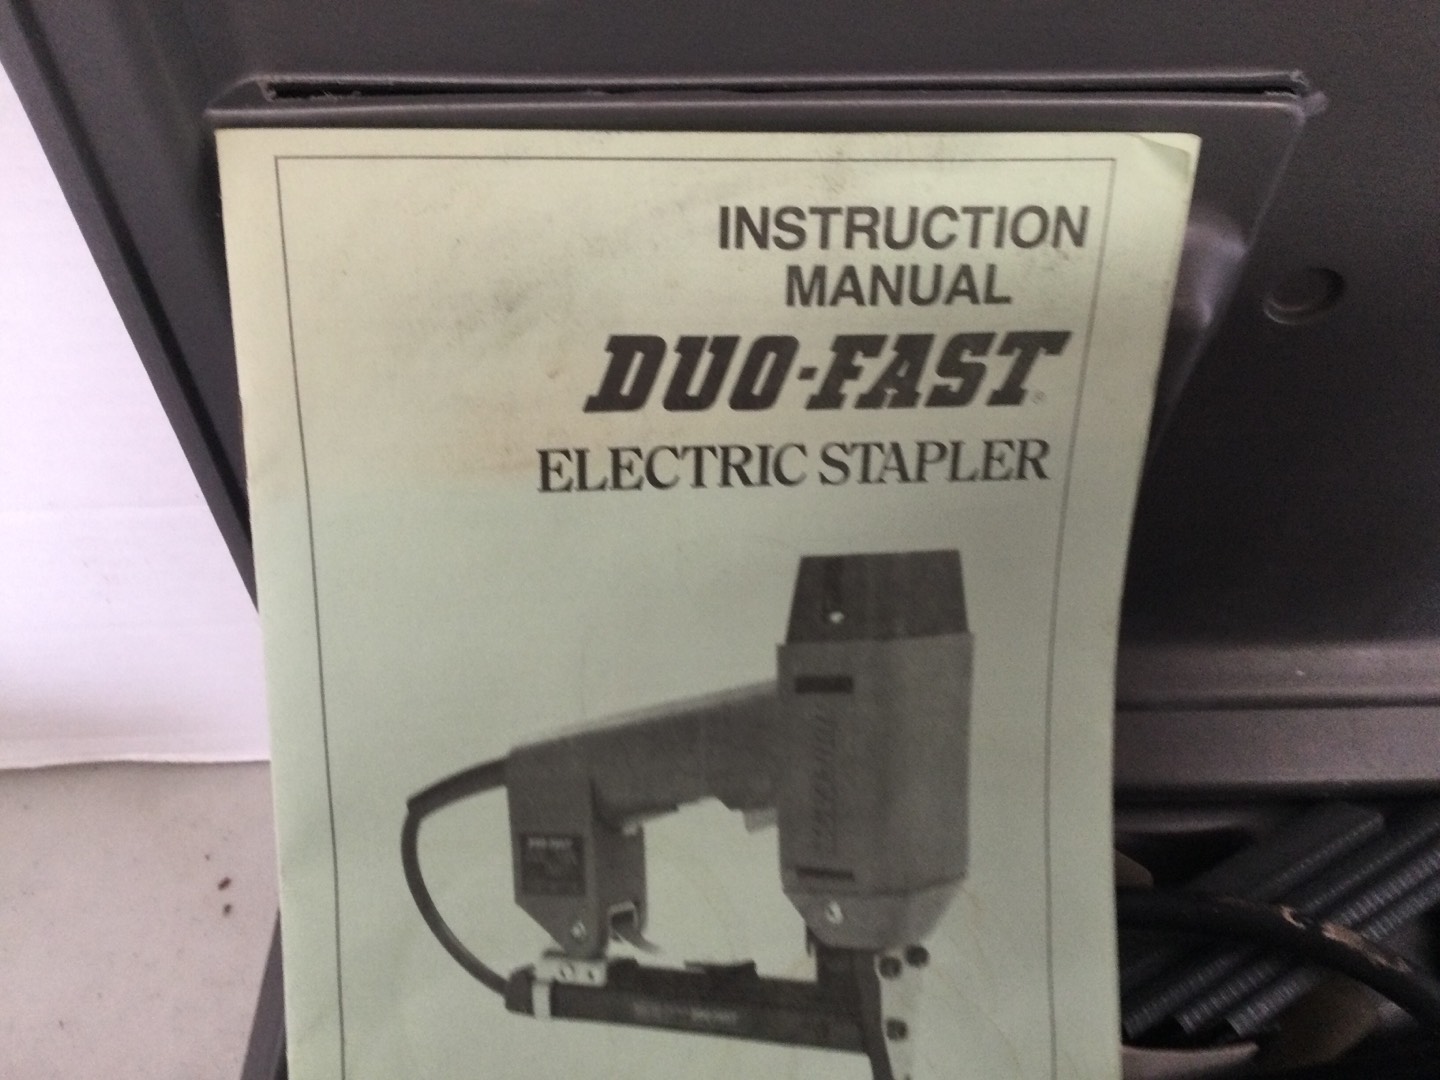 INSTRUCTION
MANUAL
DUO-FAST®
ELECTRIC STAPLER